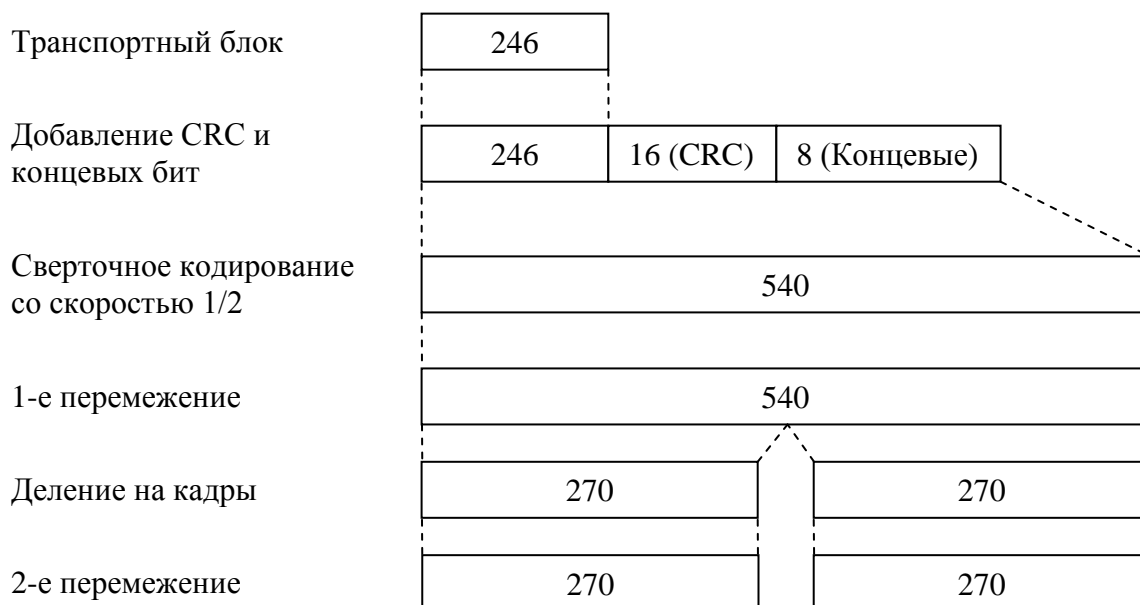 Транспортный блок
246
Добавление CRC и
концевых бит
246
16 (CRC)
8 (Концевые)
Сверточное кодирование
со скоростью 1/2
540
1-е перемежение
540
Деление на кадры
270
270
2-е перемежение
270
270